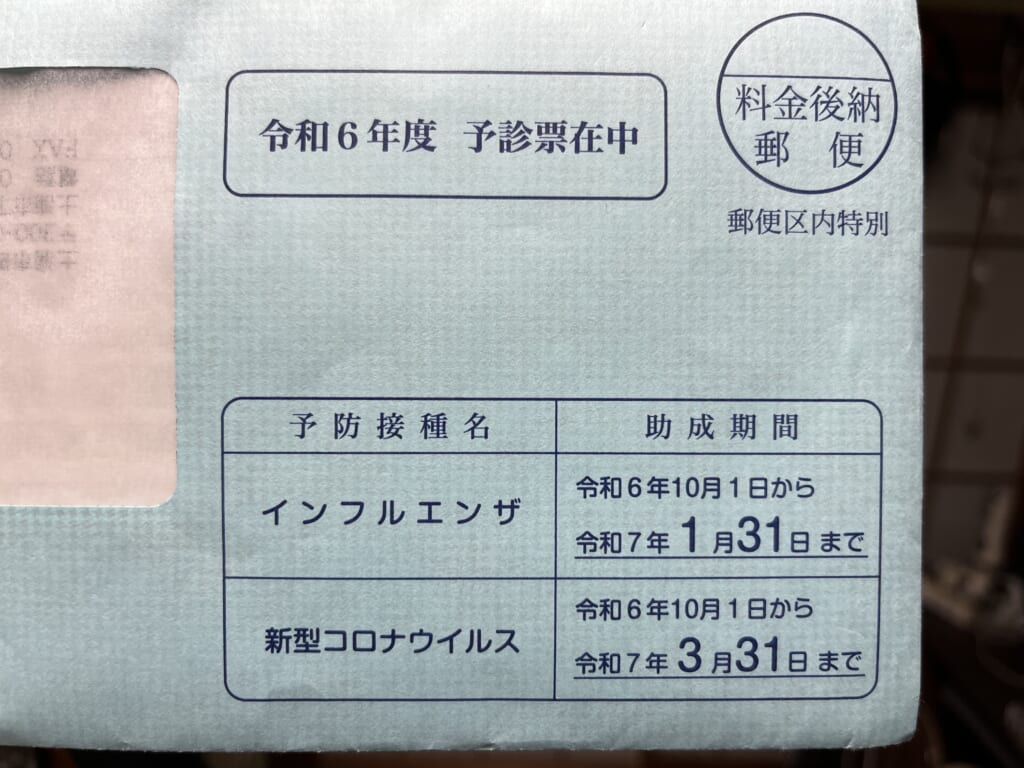 令和６年度 予診票在中
料金後納
郵便
郵便区内特別
予防接種名
助成期間
インフルエンザ
令和６年10月１日から
令和７年１月31日まで
新型コロナウイルス
令和６年10月１日から
令和７年３月31日まで